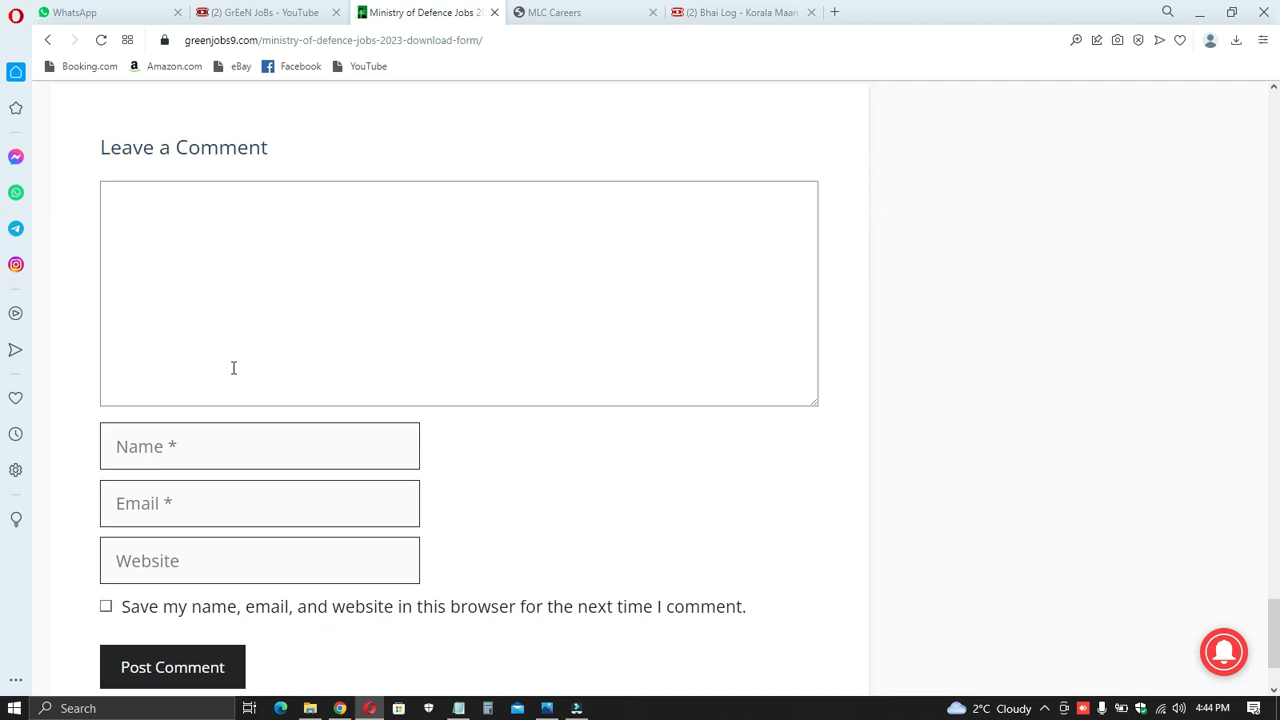 WhatsApp
(2) GrEeN JoBs - YouTube
Ministry of Defence Jobs 20
MLC Careers
(2) Bhai Log - Korala Maan
greenjobs9.com/ministry-of-defence-jobs-2023-download-form/
Booking.com
a Amazon.com
eBay
Facebook
YouTube
Leave a Comment
Name *
Email *
Website
Save my name, email, and website in this browser for the next time I comment.
Post Comment
Search
2°C Cloudy
4:44 PM